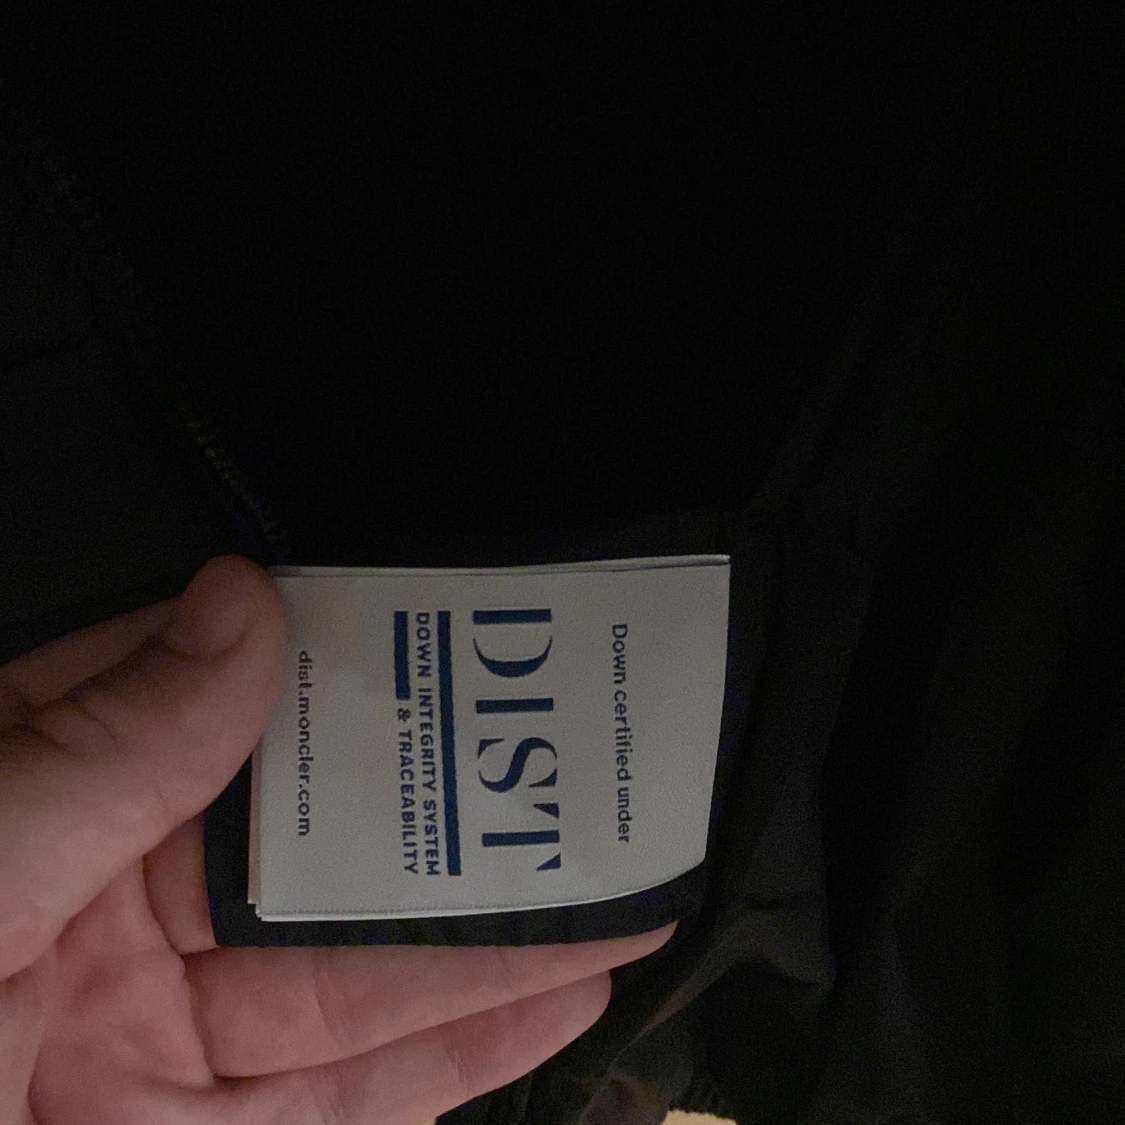 Down certified under
DIST
DOWN INTEGRITY SYSTEM
& TRACEABILITY
dist.moncler.com